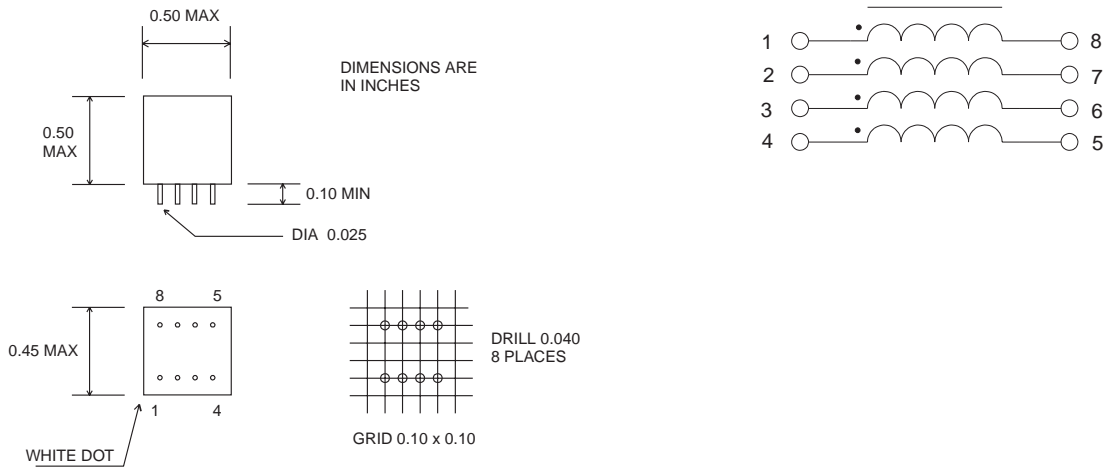 0.50 MAX
DIMENSIONS ARE
IN INCHES
0.50
MAX
0.10 MIN
DIA 0.025
1 8
2 7
3 6
4 5
8 5
0.45 MAX
1 4
WHITE DOT
DRILL 0.040
8 PLACES
GRID 0.10 x 0.10